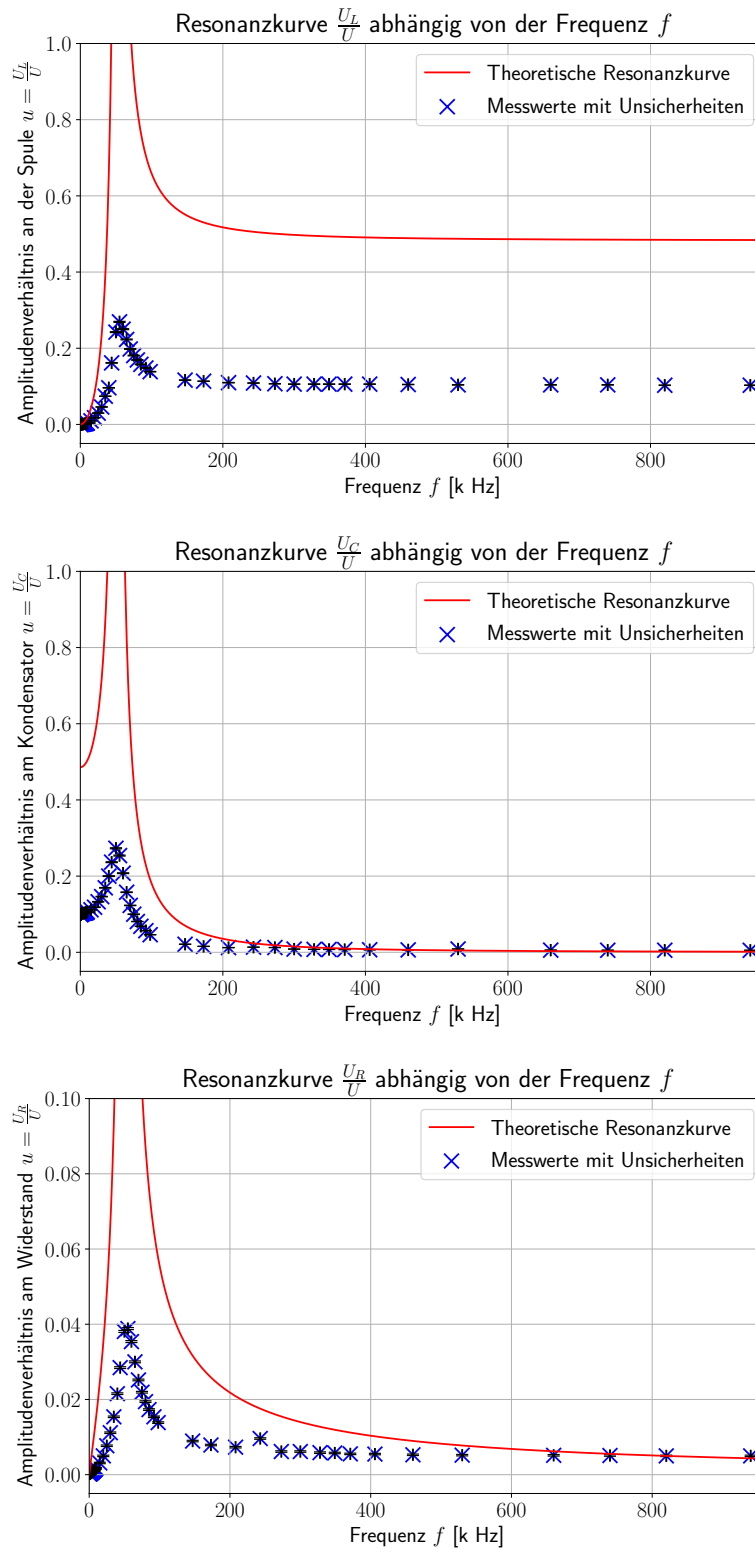 Resonanzkurve U_L/U abhängig von der Frequenz f
Amplitudenverhältnis an der Spule u = U_L/U
1.0
0.8
0.6
0.4
0.2
0.0
Theoretische Resonanzkurve
Messwerte mit Unsicherheiten
0 200 400 600 800
Frequenz f [k Hz]
Resonanzkurve U_C/U abhängig von der Frequenz f
Amplitudenverhältnis am Kondensator u = U_C/U
1.0
0.8
0.6
0.4
0.2
0.0
Theoretische Resonanzkurve
Messwerte mit Unsicherheiten
0 200 400 600 800
Frequenz f [k Hz]
Resonanzkurve U_R/U abhängig von der Frequenz f
Amplitudenverhältnis am Widerstand u = U_R/U
0.10
0.08
0.06
0.04
0.02
0.00
Theoretische Resonanzkurve
Messwerte mit Unsicherheiten
0 200 400 600 800
Frequenz f [k Hz]